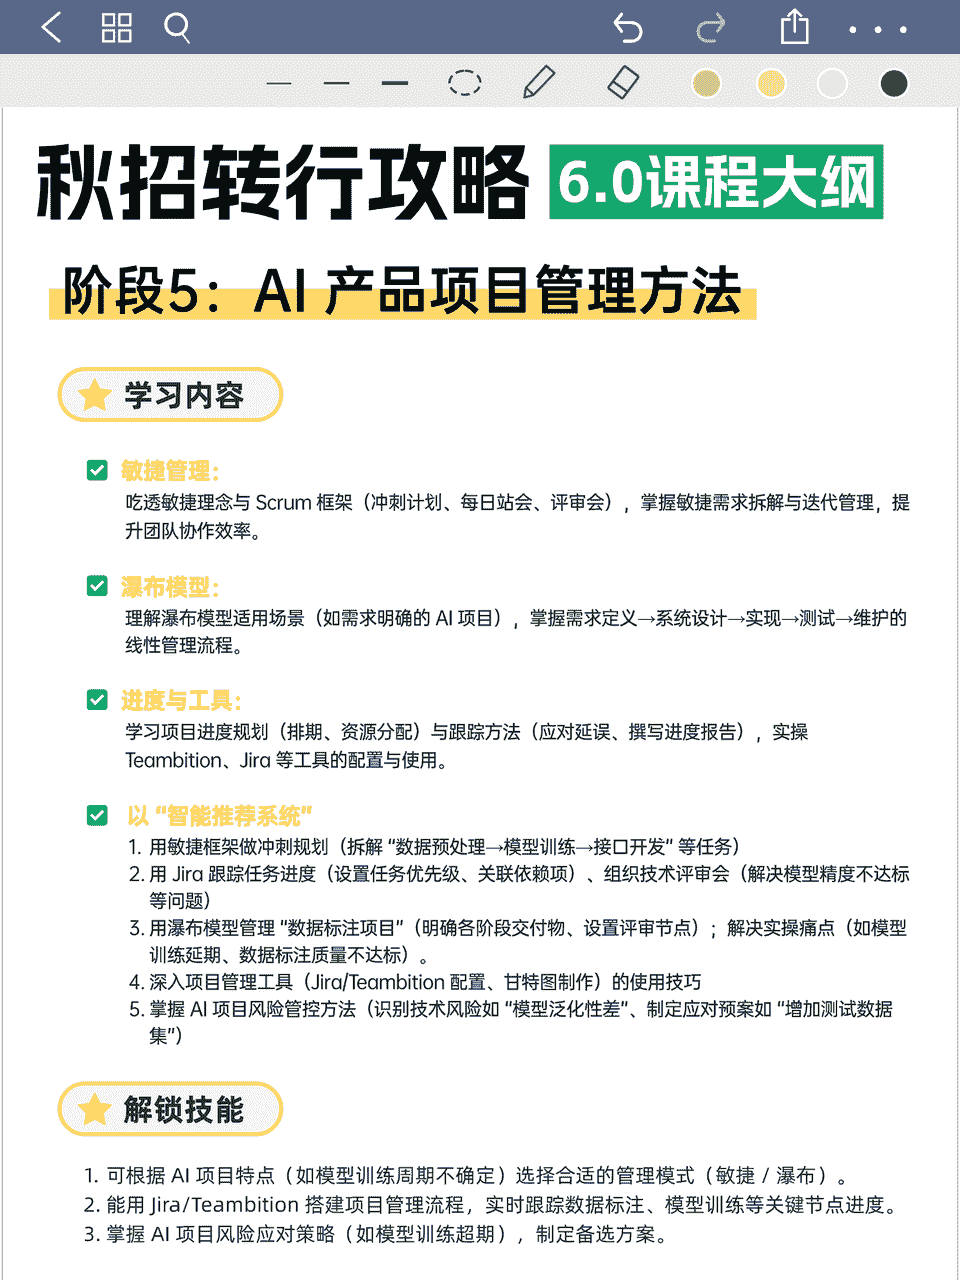 秋招转行攻略 6.0课程大纲
阶段5：AI 产品项目管理方法
学习内容
敏捷管理：
吃透敏捷理念与 Scrum 框架（冲刺计划、每日站会、评审会），掌握敏捷需求拆解与迭代管理，提
升团队协作效率。
瀑布模型：
理解瀑布模型适用场景（如需求明确的 AI 项目），掌握需求定义→系统设计→实现→测试→维护的
线性管理流程。
进度与工具：
学习项目进度规划（排期、资源分配）与跟踪方法（应对延误、撰写进度报告），实操
Teambition、Jira 等工具的配置与使用。
以 “智能推荐系统”
1. 用敏捷框架做冲刺规划（拆解 “数据预处理→模型训练→接口开发” 等任务）
2. 用 Jira 跟踪任务进度（设置任务优先级、关联依赖项）、组织技术评审会（解决模型精度不达标
等问题）
3. 用瀑布模型管理 “数据标注项目”（明确各阶段交付物、设置评审节点）；解决实操痛点（如模型
训练延期、数据标注质量不达标）。
4. 深入项目管理工具（Jira/Teambition 配置、甘特图制作）的使用技巧
5. 掌握 AI 项目风险管控方法（识别技术风险如 “模型泛化性差”、制定应对预案如 “增加测试数据
集”）
解锁技能
1. 可根据 AI 项目特点（如模型训练周期不确定）选择合适的管理模式（敏捷 / 瀑布）。
2. 能用 Jira/Teambition 搭建项目管理流程，实时跟踪数据标注、模型训练等关键节点进度。
3. 掌握 AI 项目风险应对策略（如模型训练超期），制定备选方案。